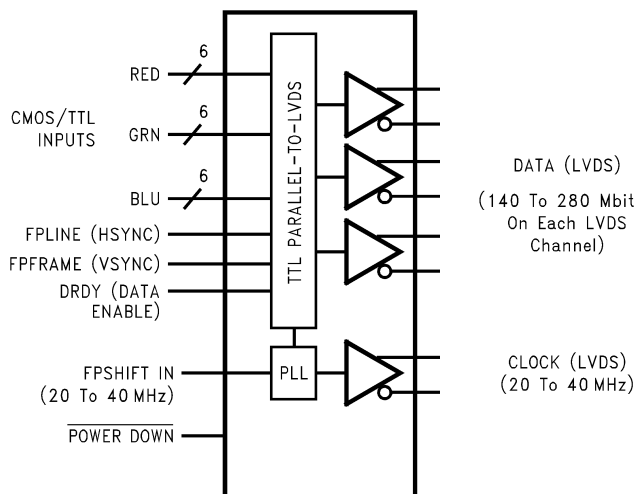 6
RED
6
CMOS/TTL
INPUTS
GRN
6
BLU
FPLINE (HSYNC)
FPFRAME (VSYNC)
DRDY (DATA
ENABLE)
FPSHIFT IN
(20 To 40 MHz)
POWER DOWN
TTL PARALLEL-TO-LVDS
PLL
DATA (LVDS)
(140 To 280 Mbit
On Each LVDS
Channel)
CLOCK (LVDS)
(20 To 40 MHz)